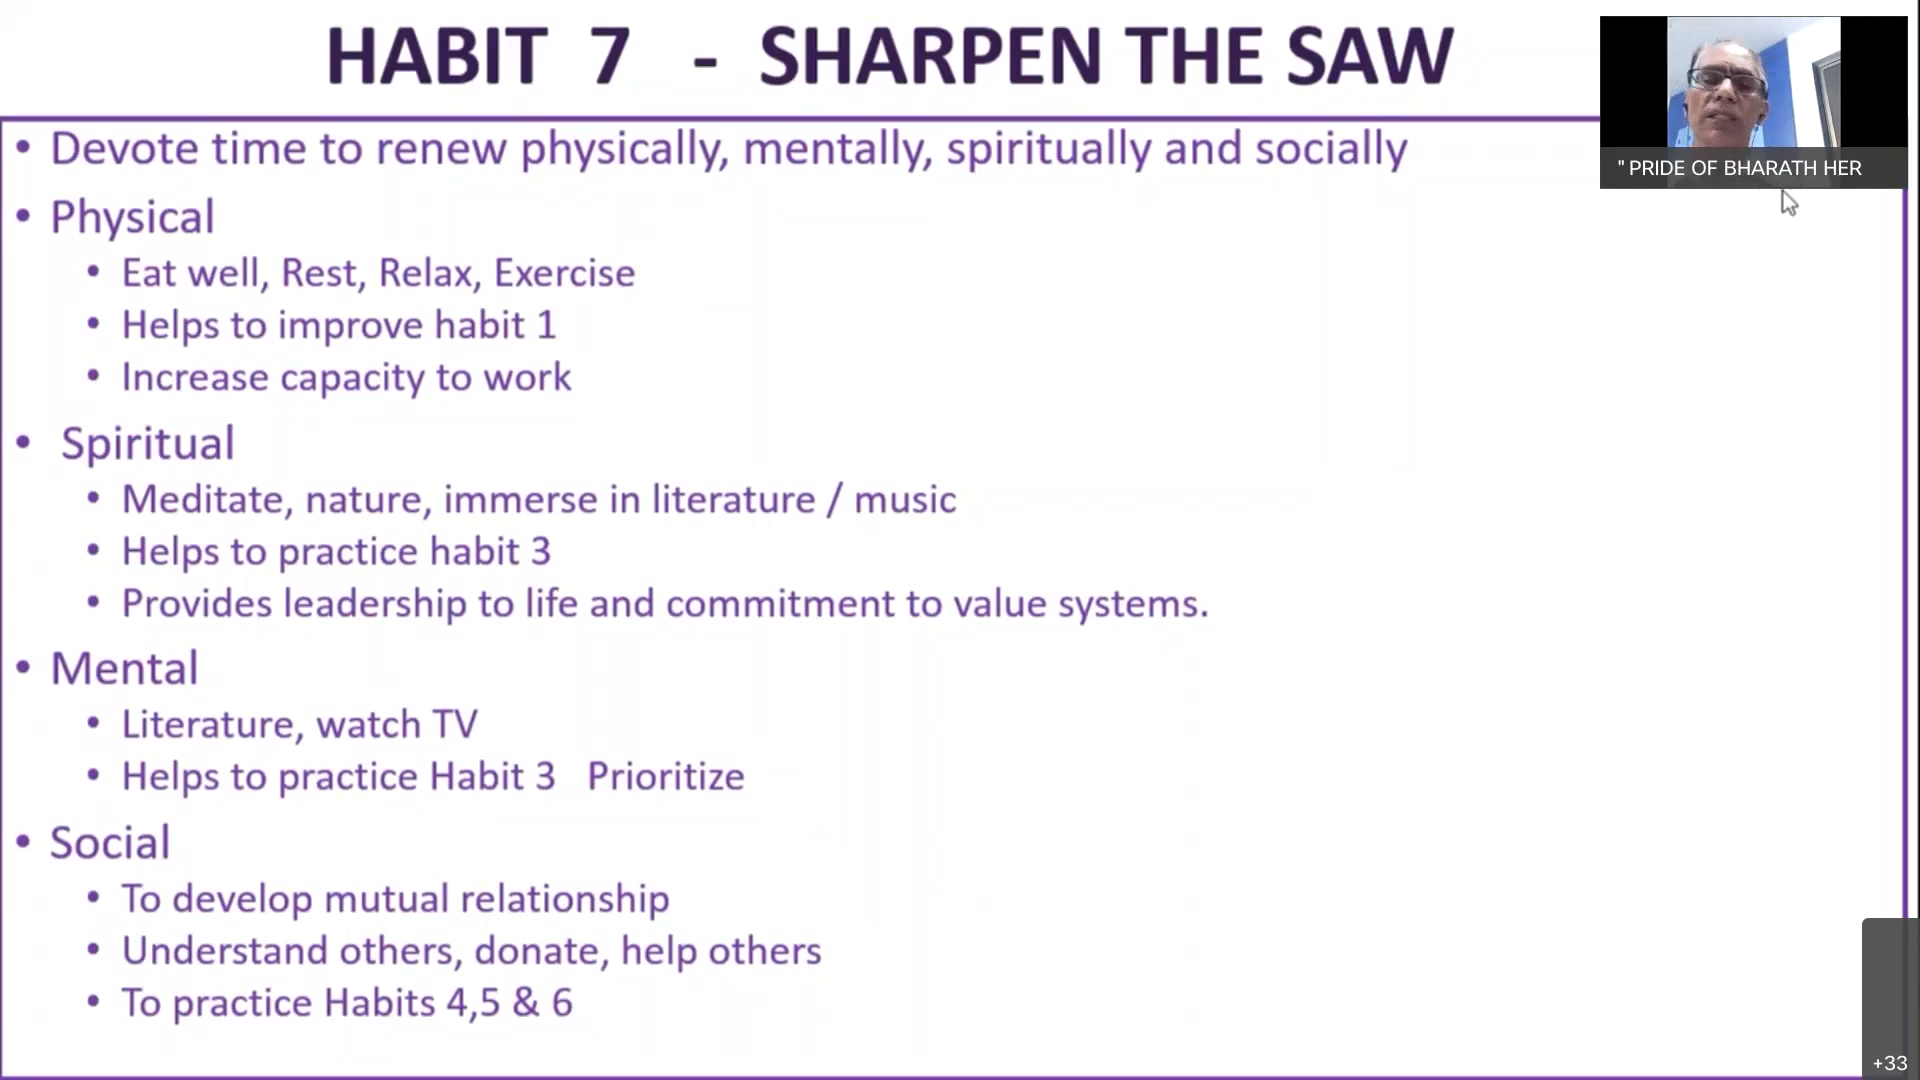 HABIT 7 - SHARPEN THE SAW
" PRIDE OF BHARATH HER
• Devote time to renew physically, mentally, spiritually and socially
• Physical
• Eat well, Rest, Relax, Exercise
• Helps to improve habit 1
• Increase capacity to work
• Spiritual
• Meditate, nature, immerse in literature / music
• Helps to practice habit 3
• Provides leadership to life and commitment to value systems.
• Mental
• Literature, watch TV
• Helps to practice Habit 3 Prioritize
• Social
• To develop mutual relationship
• Understand others, donate, help others
• To practice Habits 4,5 & 6
+33